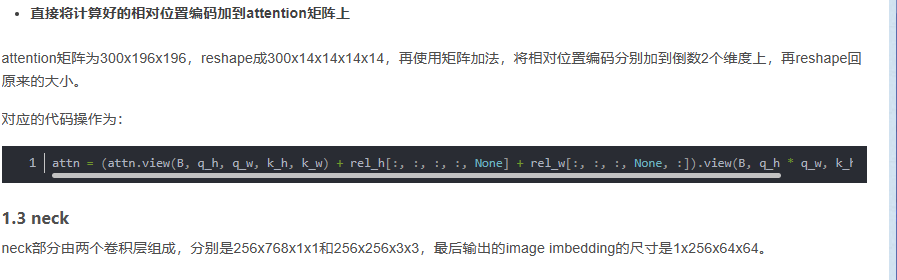 • 直接将计算好的相对位置编码加到attention矩阵上
attention矩阵为300x196x196，reshape成300x14x14x14x14，再使用矩阵加法，将相对位置编码分别加到倒数2个维度上，再reshape回
原来的大小。
对应的代码操作为：
1 attn = (attn.view(B, q_h, q_w, k_h, k_w) + rel_h[:, :, :, :, None] + rel_w[:, :, :, None, :]).view(B, q_h * q_w, k_h
1.3 neck
neck部分由两个卷积层组成，分别是256x768x1x1和256x256x3x3，最后输出的image imbedding的尺寸是1x256x64x64。